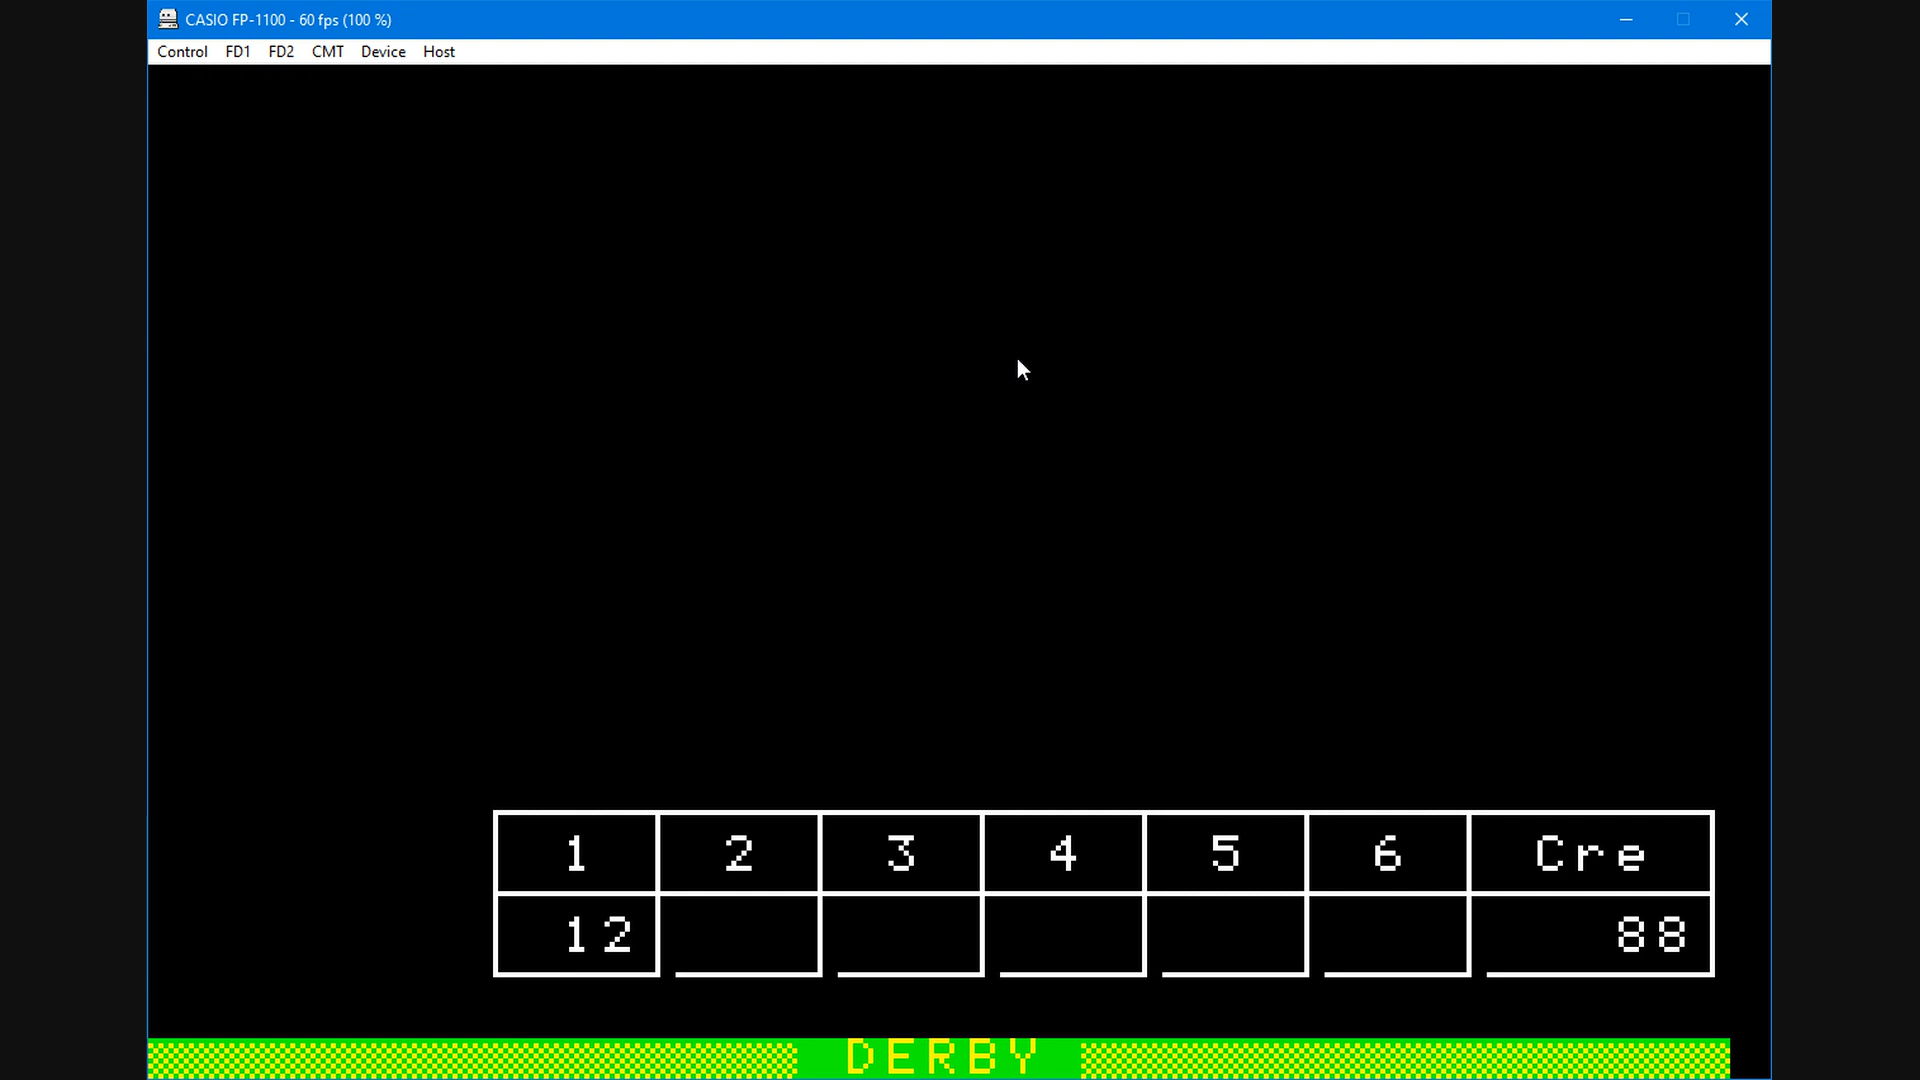 CASIO FP-1100 - 60 fps (100 %)
Control FD1 FD2 CMT Device Host
1 2 3 4 5 6 Cre
12 88
DERBY